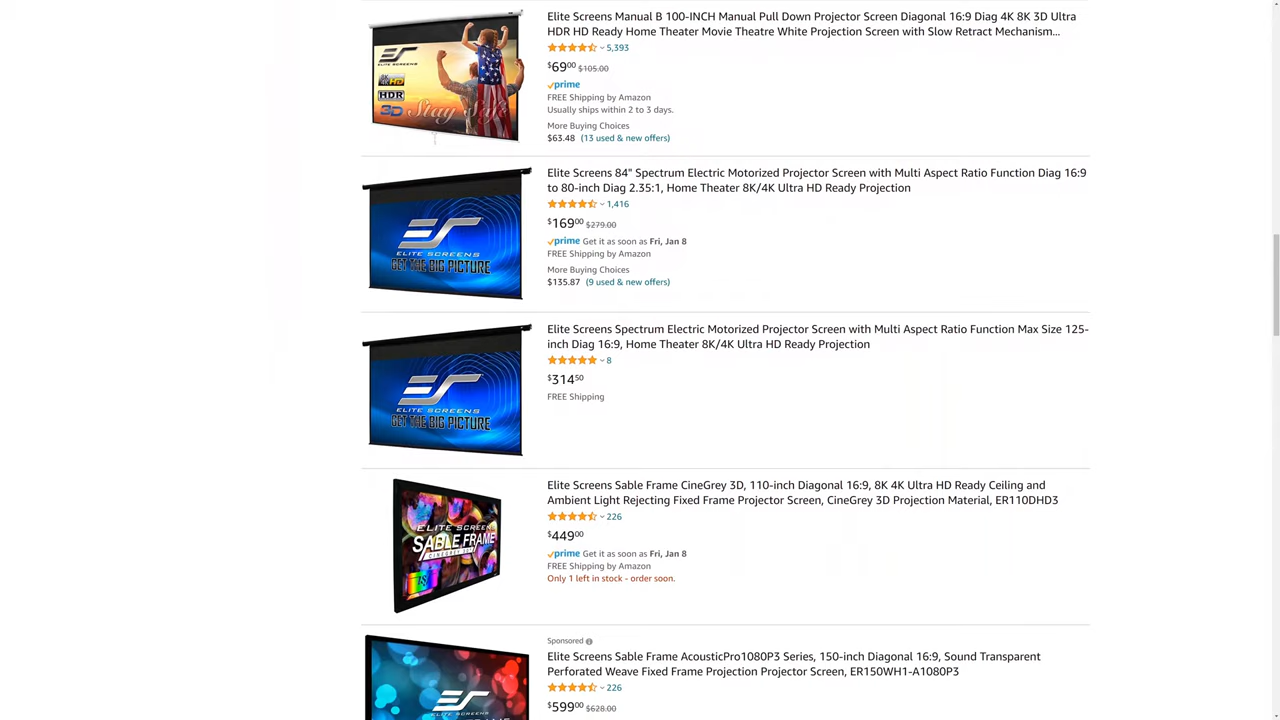 Elite Screens Manual B 100-INCH Manual Pull Down Projector Screen Diagonal 16:9 Diag 4K 8K 3D Ultra
HDR HD Ready Home Theater Movie Theatre White Projection Screen with Slow Retract Mechanism...
5,393
$69.00 $105.00
prime
FREE Shipping by Amazon
Usually ships within 2 to 3 days.
More Buying Choices
$63.48 (13 used & new offers)
ELITE SCREENS
HDR
3D
Stay Safe
Elite Screens 84" Spectrum Electric Motorized Projector Screen with Multi Aspect Ratio Function Diag 16:9
to 80-inch Diag 2.35:1, Home Theater 8K/4K Ultra HD Ready Projection
1,416
$169.00 $279.00
prime Get it as soon as Fri, Jan 8
FREE Shipping by Amazon
More Buying Choices
$135.87 (9 used & new offers)
ELITE SCREENS
GET THE BIG PICTURE
Elite Screens Spectrum Electric Motorized Projector Screen with Multi Aspect Ratio Function Max Size 125-
inch Diag 16:9, Home Theater 8K/4K Ultra HD Ready Projection
8
$314.50
FREE Shipping
ELITE SCREENS
GET THE BIG PICTURE
Elite Screens Sable Frame CineGrey 3D, 110-inch Diagonal 16:9, 8K 4K Ultra HD Ready Ceiling and
Ambient Light Rejecting Fixed Frame Projector Screen, CineGrey 3D Projection Material, ER110DHD3
226
$449.00
prime Get it as soon as Fri, Jan 8
FREE Shipping by Amazon
Only 1 left in stock - order soon.
ELITE SCREENS
SABLE FRAME
Sponsored
Elite Screens Sable Frame AcousticPro1080P3 Series, 150-inch Diagonal 16:9, Sound Transparent
Perforated Weave Fixed Frame Projection Projector Screen, ER150WH1-A1080P3
226
$599.00 $628.00